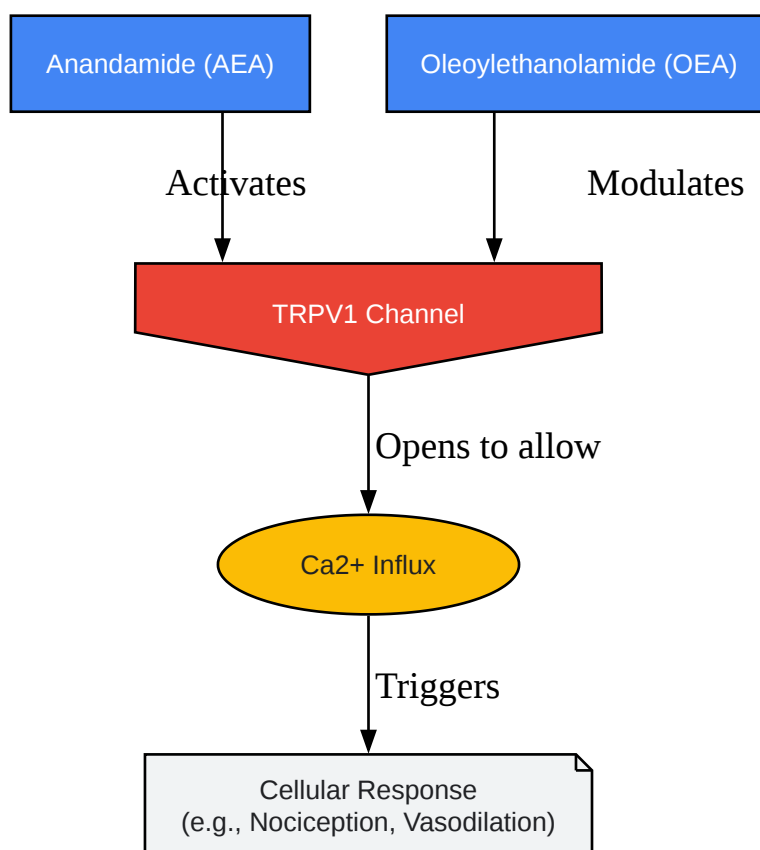 Anandamide (AEA)
Oleoylethanolamide (OEA)
Activates
Modulates
TRPV1 Channel
Opens to allow
Ca2+ Influx
Triggers
Cellular Response
(e.g., Nociception, Vasodilation)